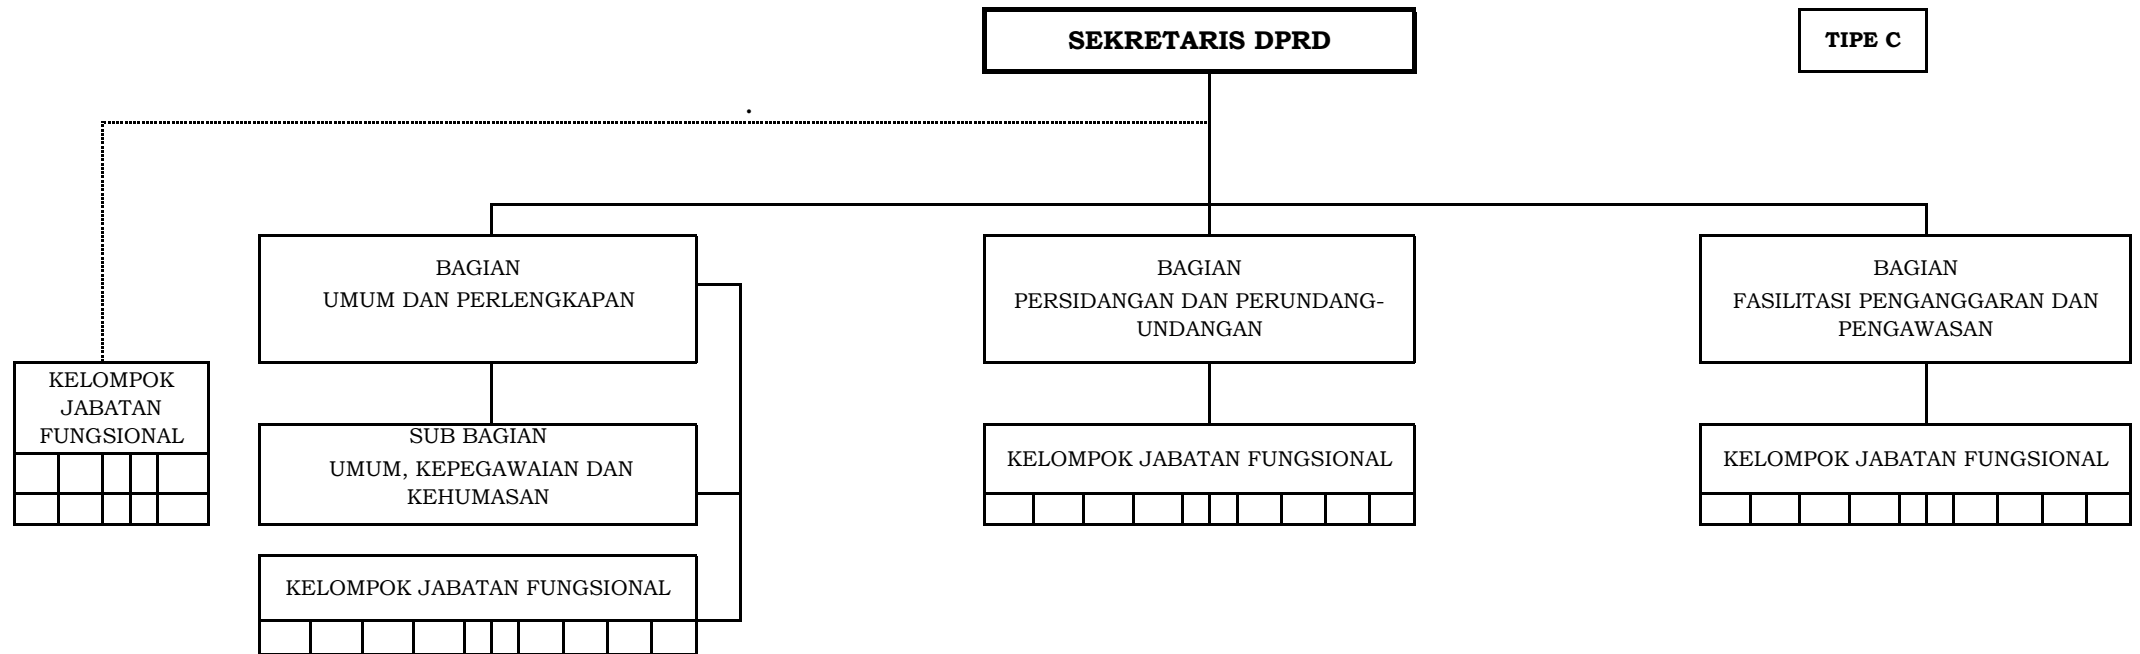 SEKRETARIS DPRD
TIPE C
BAGIAN
UMUM DAN PERLENGKAPAN
BAGIAN
PERSIDANGAN DAN PERUNDANG-
UNDANGAN
BAGIAN
FASILITASI PENGANGGARAN DAN
PENGAWASAN
KELOMPOK
JABATAN
FUNGSIONAL
SUB BAGIAN
UMUM, KEPEGAWAIAN DAN
KEHUMASAN
KELOMPOK JABATAN FUNGSIONAL
KELOMPOK JABATAN FUNGSIONAL
KELOMPOK JABATAN FUNGSIONAL